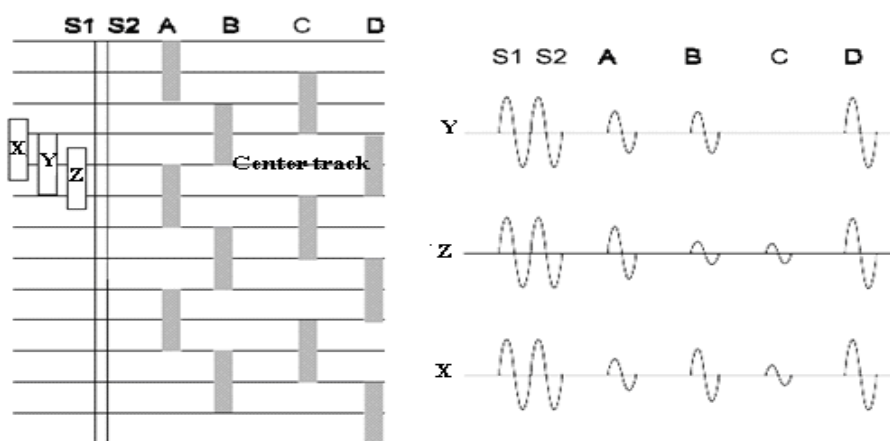 S1 S2 A B C D
X Y Z
Center track
S1 S2 A B C D
Y
Z
X